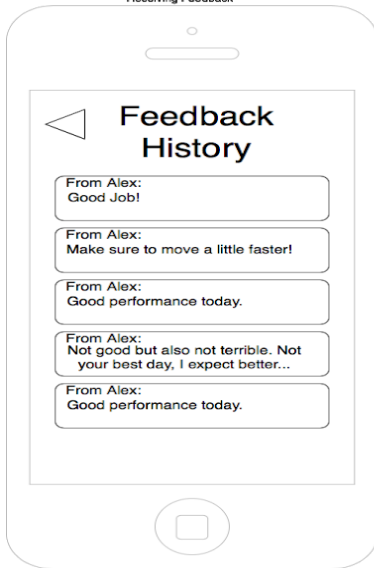 Receiving Feedback
Feedback
History
From Alex:
Good Job!
From Alex:
Make sure to move a little faster!
From Alex:
Good performance today.
From Alex:
Not good but also not terrible. Not
your best day, I expect better...
From Alex:
Good performance today.